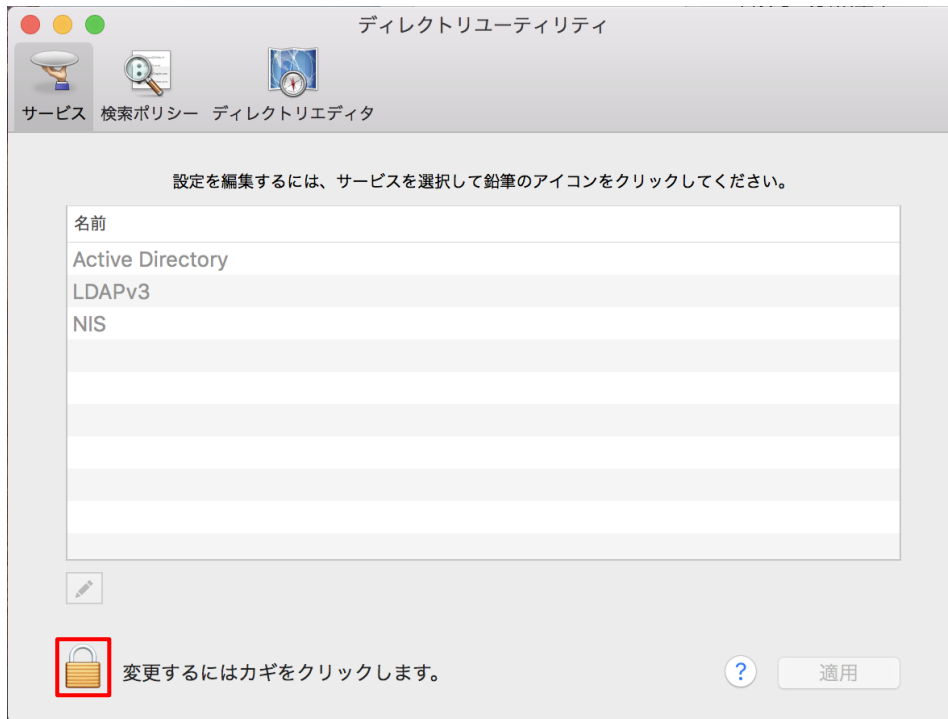 ディレクトリユーティリティ
サービス 検索ポリシー ディレクトリエディタ
設定を編集するには、サービスを選択して鉛筆のアイコンをクリックしてください。
名前
Active Directory
LDAPv3
NIS
変更するにはカギをクリックします。
? 適用